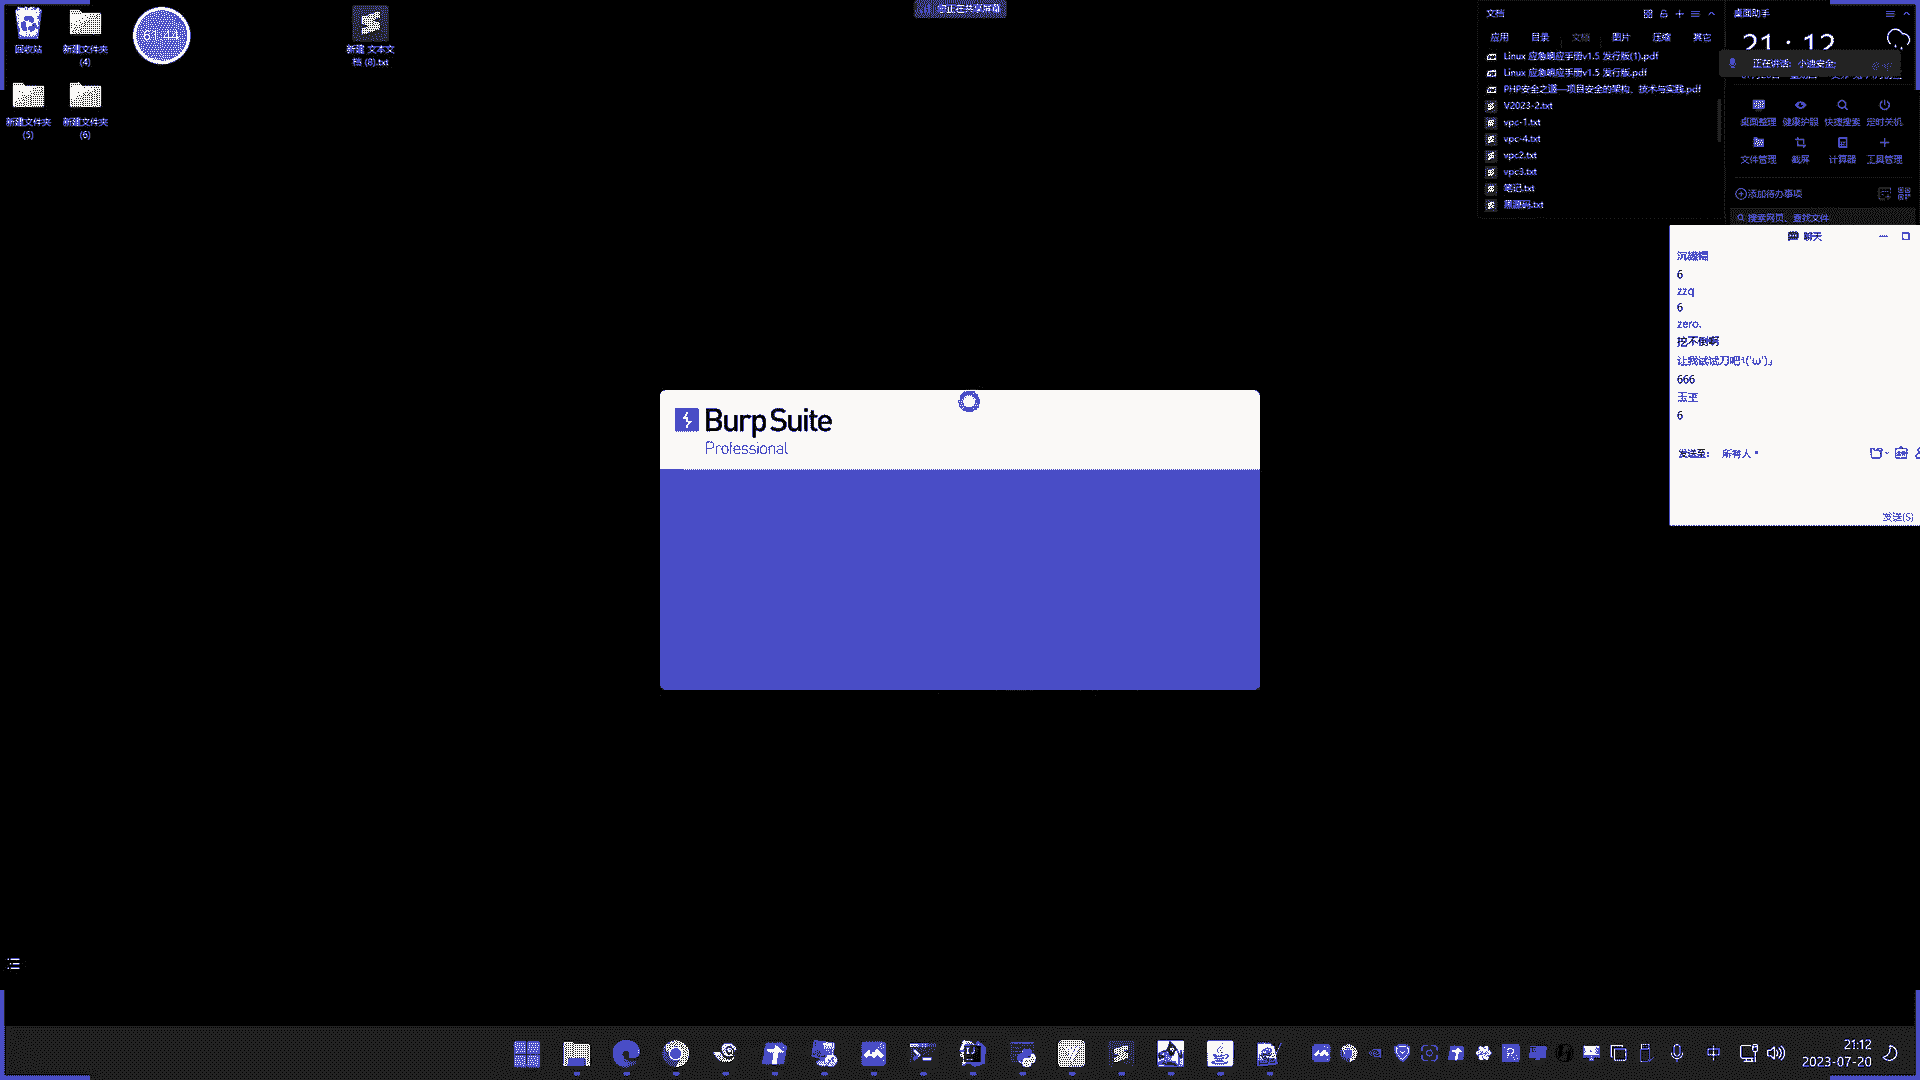 回收站
新建文件夹
(4)
61:44
新建 文本文
档 (8).txt
新建文件夹
(5)
新建文件夹
(6)
您正在共享屏幕
文档
应用
目录
文档
图片
压缩
其它
Linux 应急响应手册v1.5 发行版(1).pdf
Linux 应急响应手册v1.5 发行版.pdf
PHP安全之道—项目安全的架构、技术与实践.pdf
V2023-2.txt
vpc-1.txt
vpc-4.txt
vpc2.txt
vpc3.txt
笔记.txt
桌面助手
21:12
正在讲话: 小迪安全;
桌面整理
健康护眼
快速搜索
定时关机
文件管理
截屏
计算器
工具管理
添加待办事项
搜索网页、查找文件
聊天
6
zzq
6
zero.
挖不倒啊
让我试试刀吧
666
玉玊
6
发送至:
所有人
发送(S)
Burp Suite
Professional
中
21:12
2023-07-20